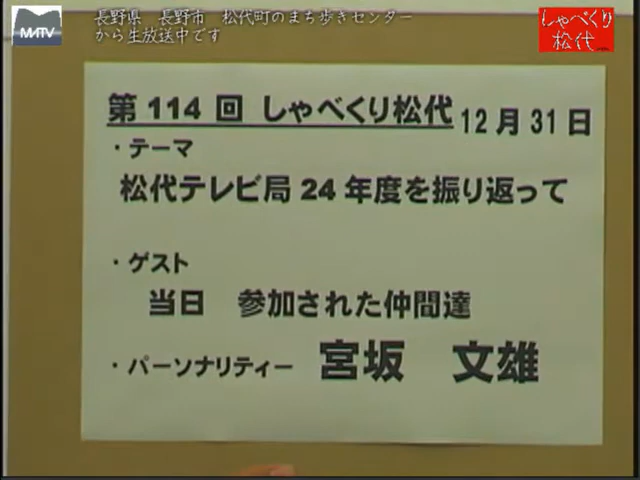 MATV
長野県 長野市 松代町のまち歩きセンター
から生放送中です
しゃべくり
松代
第114回 しゃべくり松代 12月31日
・テーマ
松代テレビ局24年度を振り返って
・ゲスト
当日 参加された仲間達
・パーソナリティー 宮坂 文雄